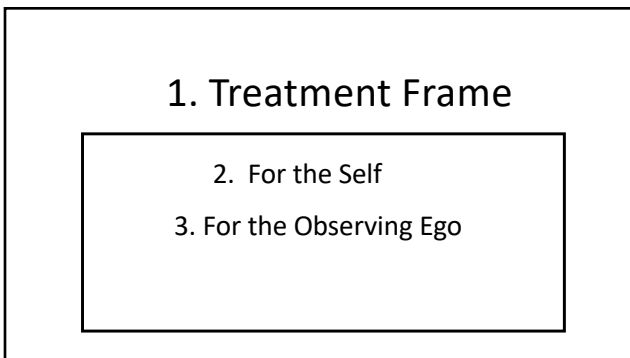 1. Treatment Frame
2. For the Self
3. For the Observing Ego